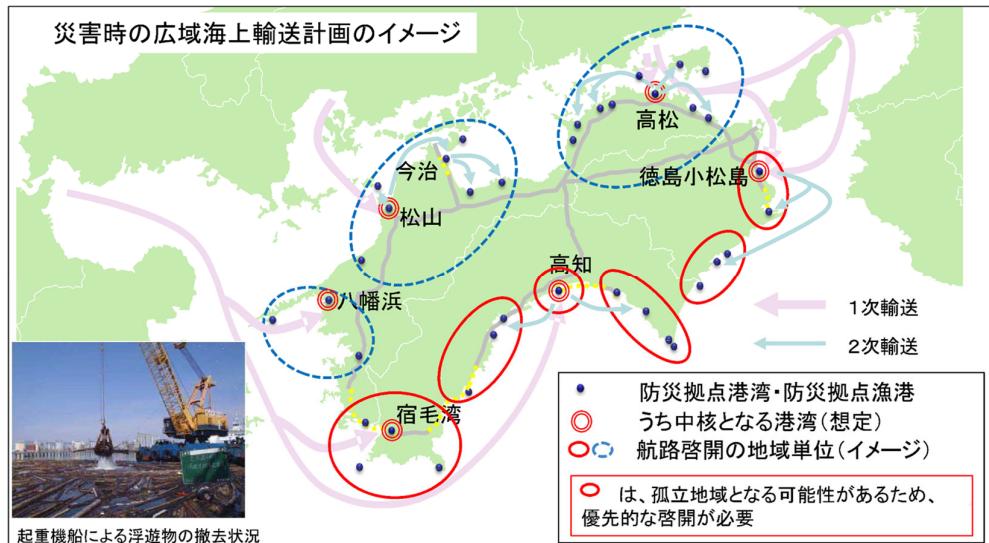 災害時の広域海上輸送計画のイメージ
高松
今治
徳島小松島
松山
高知
八幡浜
1次輸送
2次輸送
宿毛湾
防災拠点港湾・防災拠点漁港
うち中核となる港湾(想定)
航路啓開の地域単位(イメージ)
は、孤立地域となる可能性があるため、
優先的な啓開が必要
起重機船による浮遊物の撤去状況